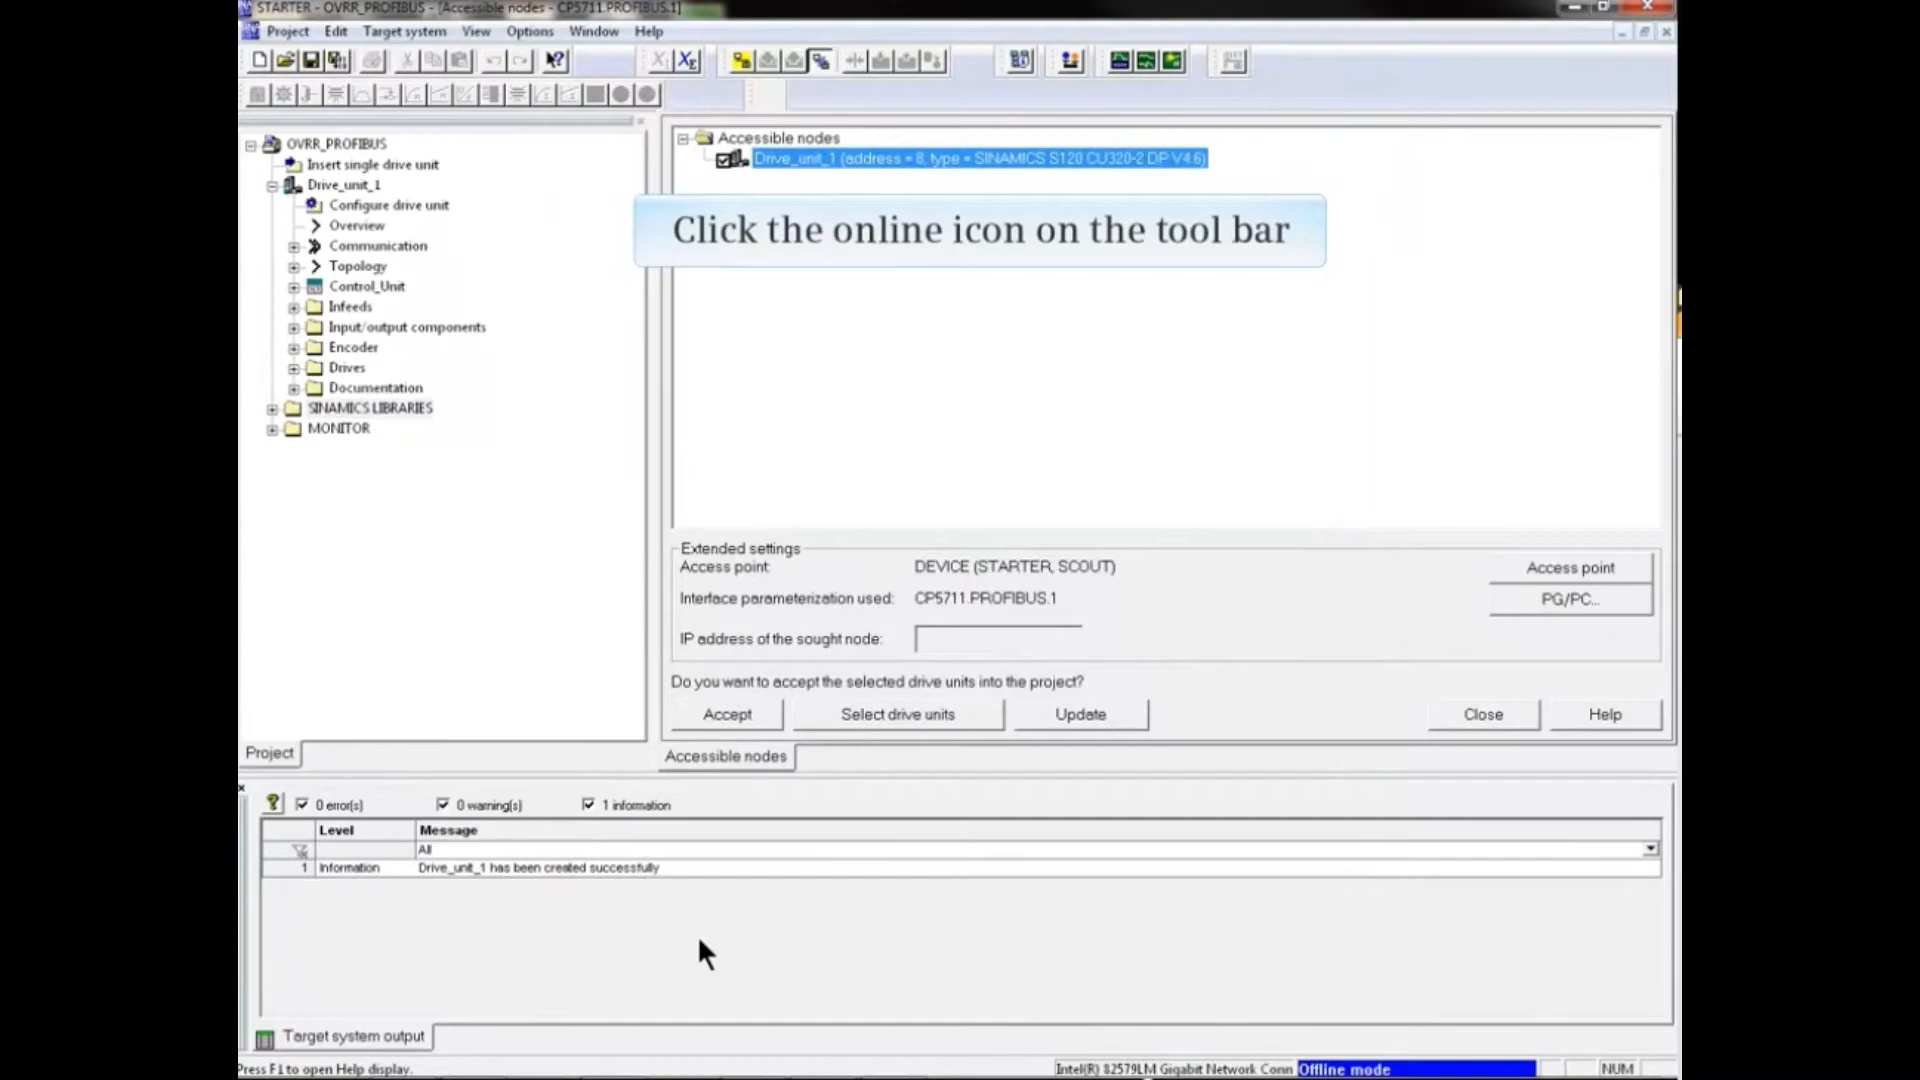 STARTER - OVRR_PROFIBUS - [Accessible nodes - CP5711.PROFIBUS.1]
Project Edit Target system View Options Window Help
OVRR_PROFIBUS
Insert single drive unit
Drive_unit_1
Configure drive unit
Overview
Communication
Topology
Control_Unit
Infeeds
Input/output components
Encoder
Drives
Documentation
SINAMICS LIBRARIES
MONITOR
Project
Accessible nodes
Drive_unit_1 (address = 8, type = SINAMICS S120 CU320-2 DP V4.6)
Click the online icon on the tool bar
Extended settings
Access point: DEVICE (STARTER, SCOUT) Access point
Interface parameterization used: CP5711.PROFIBUS.1 PG/PC...
IP address of the sought node:
Do you want to accept the selected drive units into the project?
Accept Select drive units Update Close Help
Accessible nodes
0 error(s) 0 warning(s) 1 information
Level Message
All
1 Information Drive_unit_1 has been created successfully
Target system output
Press F1 to open Help display. Intel(R) 82579LM Gigabit Network Conn Offline mode NUM